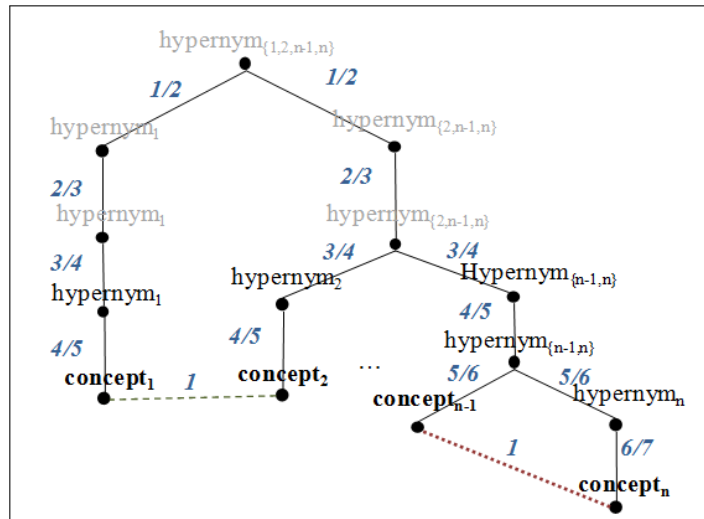 hypernym{1,2,n-1,n}
1/2 1/2
hypernym1 hypernym{2,n-1,n}
2/3 2/3
hypernym1 hypernym{2,n-1,n}
3/4 3/4 3/4
hypernym1 hypernym2 Hypernym{n-1,n}
4/5 4/5 4/5
hypernym{n-1,n}
concept1 1 concept2 ... 5/6 5/6
conceptn-1 hypernymn
1 6/7
conceptn